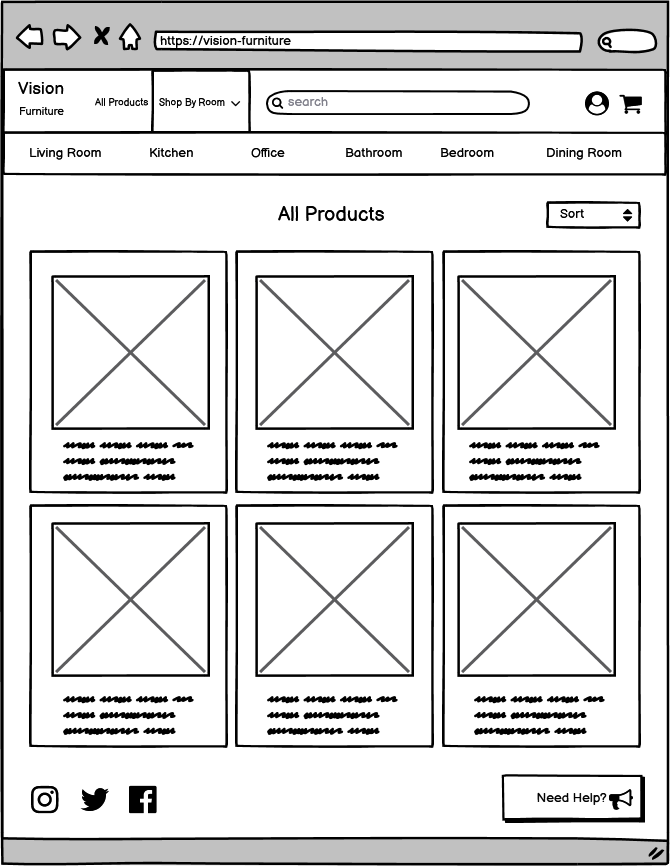 https://vision-furniture
Vision
Furniture
All Products
Shop By Room
search
Living Room
Kitchen
Office
Bathroom
Bedroom
Dining Room
All Products
Sort
Need Help?